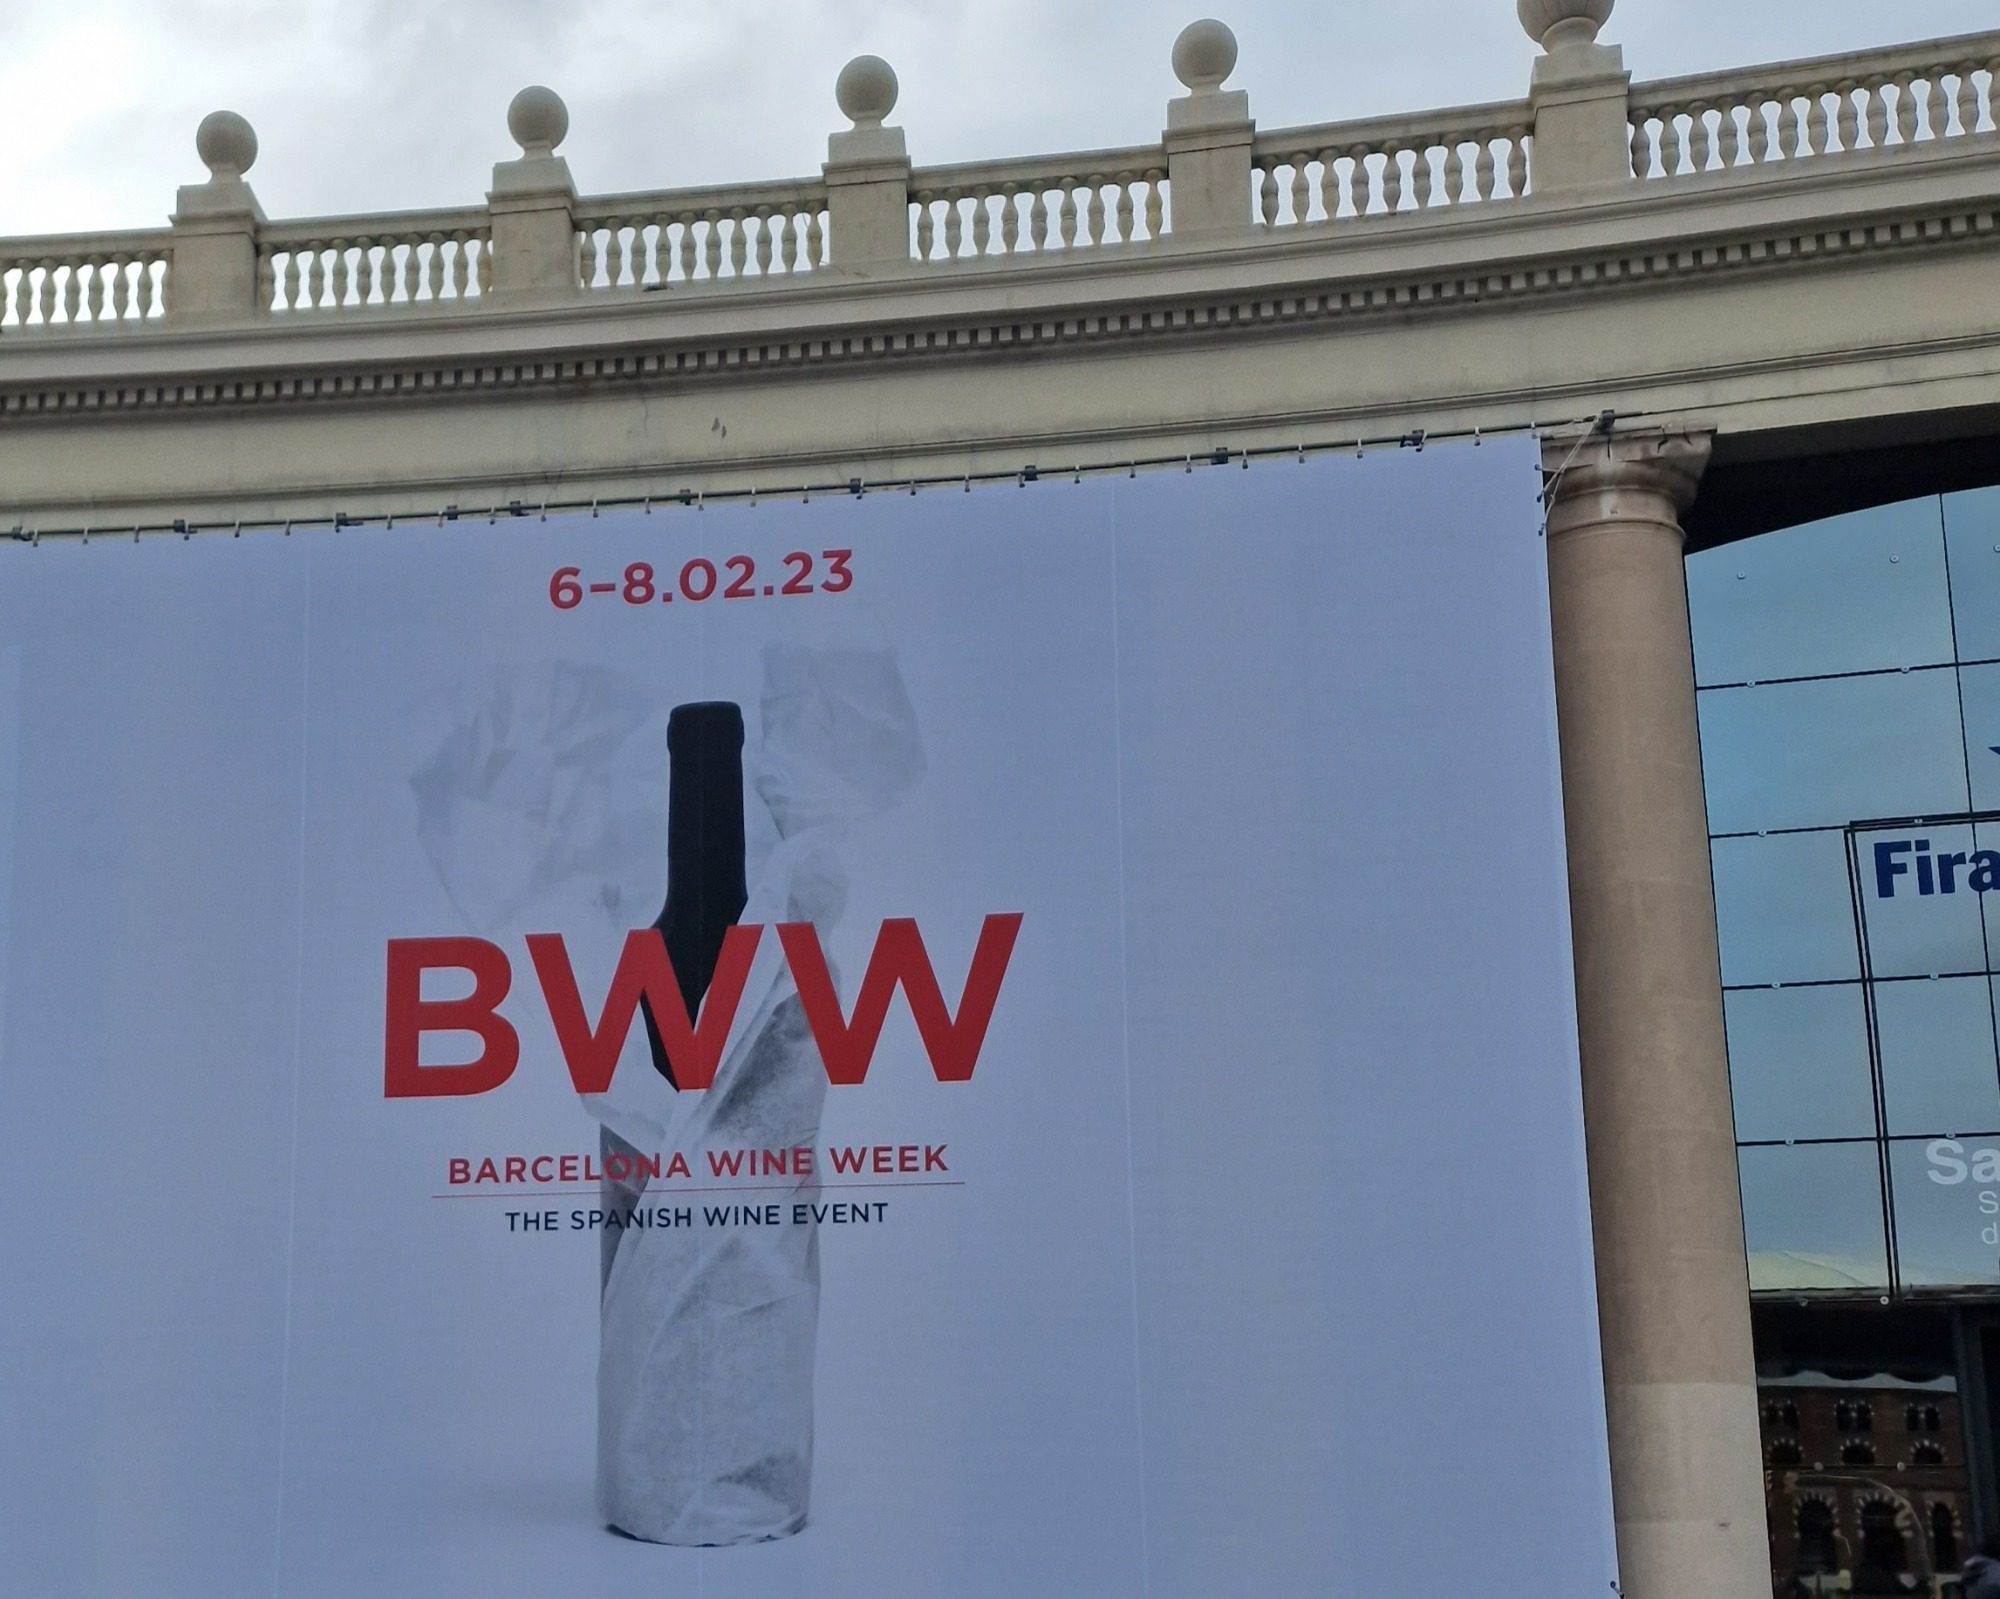 6-8.02.23
BWW
BARCELONA WINE WEEK
THE SPANISH WINE EVENT
Fira